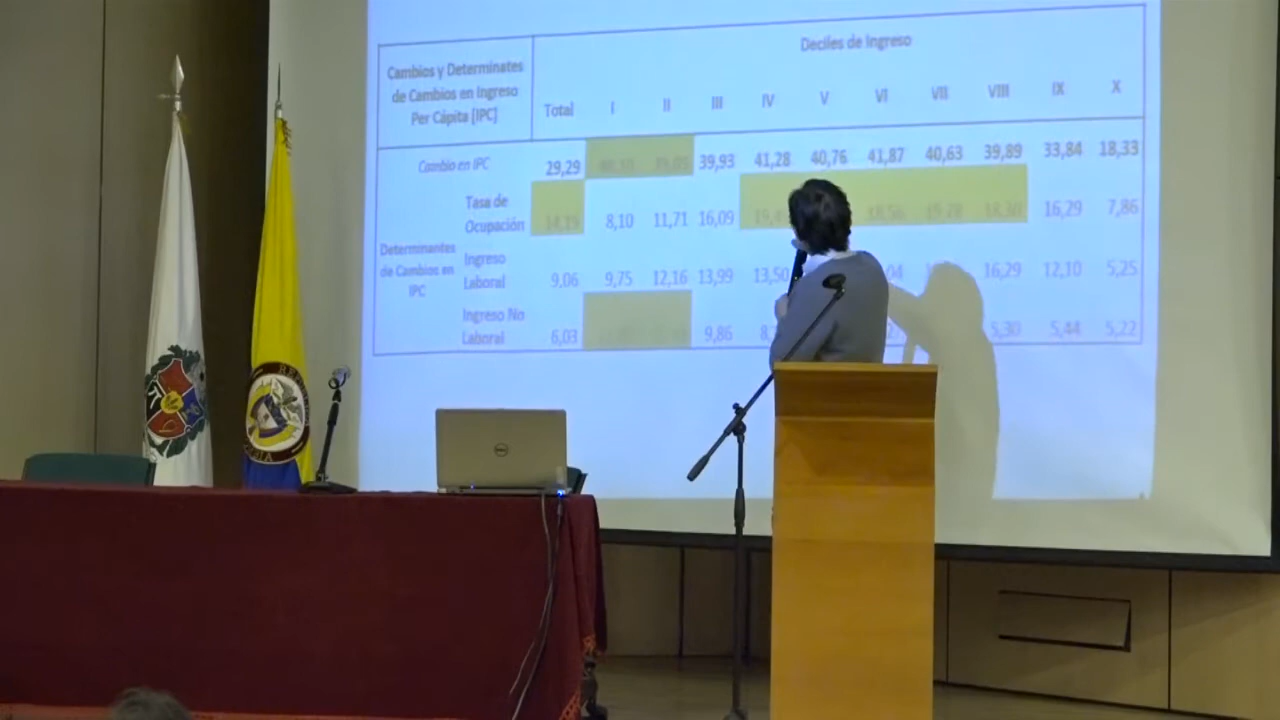 Deciles de Ingreso
Cambios y Determinates
de Cambios en Ingreso
Per Cápita [IPC]
Total I II III IV V VI VII VIII IX X
Cambio en IPC 29,29 39,93 41,28 40,76 41,87 40,63 39,89 33,84 18,33
Determinantes
de Cambios en
IPC
Tasa de
Ocupación 14,15 8,10 11,71 16,09 16,29 7,86
Ingreso
Laboral 9,06 9,75 12,16 13,99 13,50 16,29 12,10 5,25
Ingreso No
Laboral 6,03 9,86 5,30 5,44 5,22
DELL